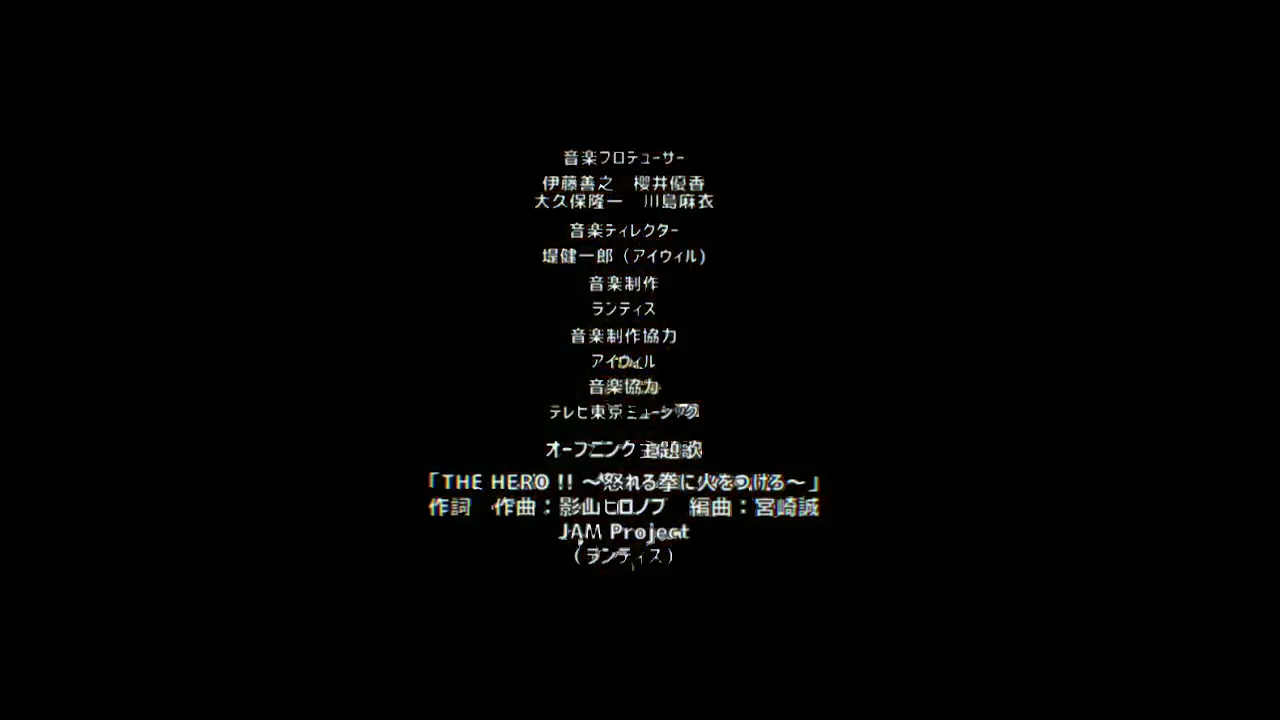 音楽プロデューサー
伊藤善之　櫻井優香
大久保隆一　川島麻衣
音楽ディレクター
堤健一郎（アイウィル）
音楽制作
ランティス
音楽制作協力
アイウィル
音楽協力
テレビ東京ミュージック
オープニング主題歌
「THE HERO !! ～怒れる拳に火をつけろ～」
作詞　作曲：影山ヒロノブ　編曲：宮崎誠
JAM Project
（ランティス）